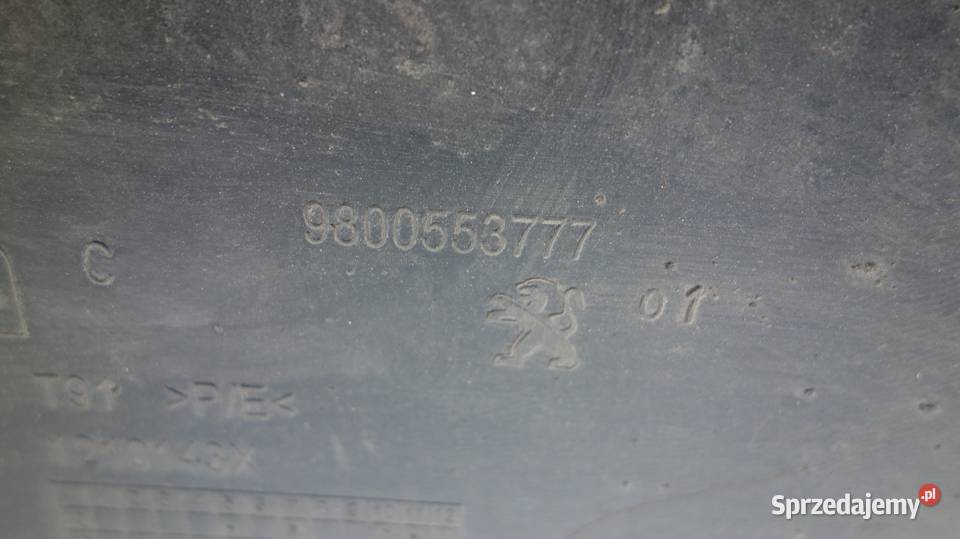 9800553777
C
01
T91 >P/E<
Sprzedajemy.pl